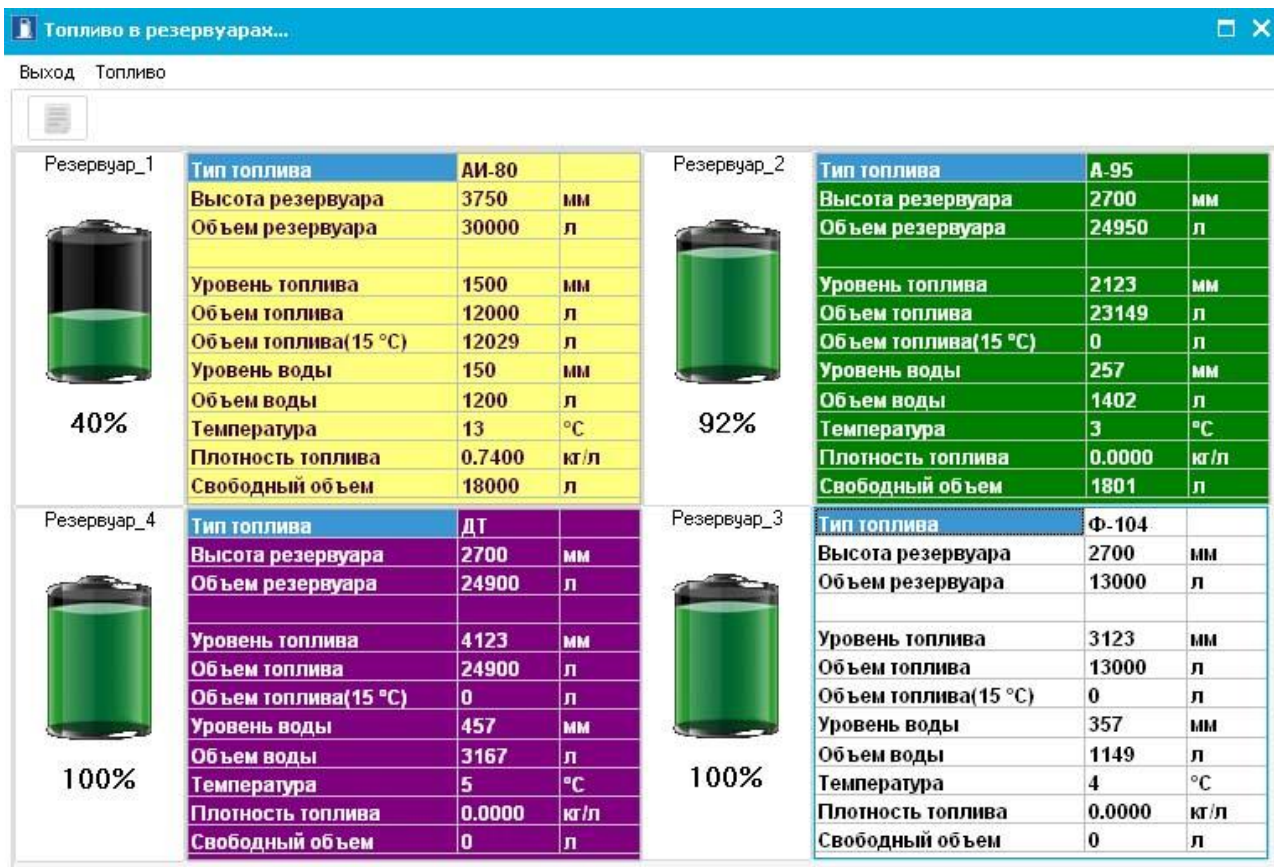 Топливо в резервуарах...
Выход Топливо
Резервуар_1
40%
Тип топлива АИ-80
Высота резервуара 3750 мм
Объем резервуара 30000 л
Уровень топлива 1500 мм
Объем топлива 12000 л
Объем топлива(15 °C) 12029 л
Уровень воды 150 мм
Объем воды 1200 л
Температура 13 °C
Плотность топлива 0.7400 кг/л
Свободный объем 18000 л
Резервуар_2
92%
Тип топлива А-95
Высота резервуара 2700 мм
Объем резервуара 24950 л
Уровень топлива 2123 мм
Объем топлива 23149 л
Объем топлива(15 °C) 0 л
Уровень воды 257 мм
Объем воды 1402 л
Температура 3 °C
Плотность топлива 0.0000 кг/л
Свободный объем 1801 л
Резервуар_4
100%
Тип топлива ДТ
Высота резервуара 2700 мм
Объем резервуара 24900 л
Уровень топлива 4123 мм
Объем топлива 24900 л
Объем топлива(15 °C) 0 л
Уровень воды 457 мм
Объем воды 3167 л
Температура 5 °C
Плотность топлива 0.0000 кг/л
Свободный объем 0 л
Резервуар_3
100%
Тип топлива Ф-104
Высота резервуара 2700 мм
Объем резервуара 13000 л
Уровень топлива 3123 мм
Объем топлива 13000 л
Объем топлива(15 °C) 0 л
Уровень воды 357 мм
Объем воды 1149 л
Температура 4 °C
Плотность топлива 0.0000 кг/л
Свободный объем 0 л